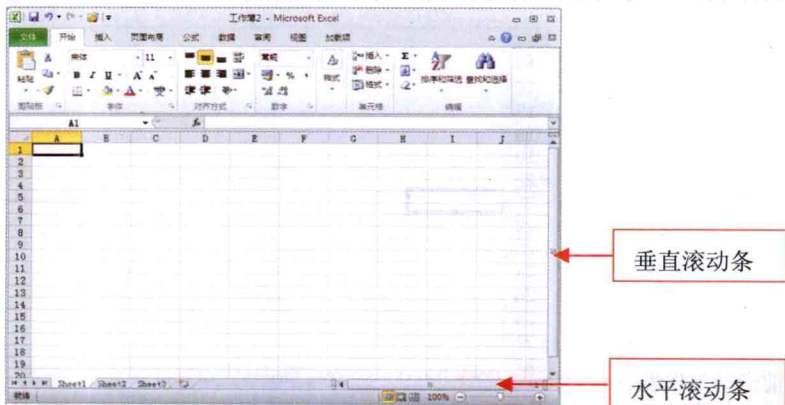 工作簿2 - Microsoft Excel
文件 开始 插入 页面布局 公式 数据 审阅 视图 加载项
粘贴 宋体 11 常规 样式 插入 Σ
B I U A A % 删除 排序和筛选 查找和选择
A 格式
剪贴板 字体 对齐方式 数字 单元格 编辑
A1 fx
A B C D E F G H I J
1
2
3
4
5
6
7
8
9
10
11
12
13
14
15
16
17
18
19
20
垂直滚动条
Sheet1 Sheet2 Sheet3
就绪 100%
水平滚动条